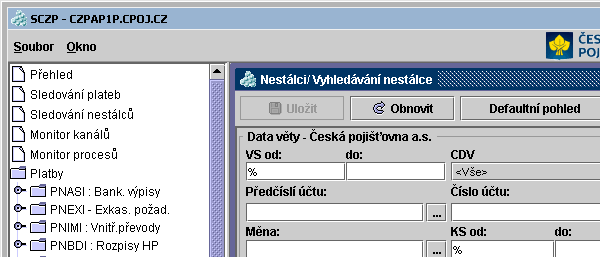 SCZP - CZPAP1P.CPOJ.CZ
Soubor Okno
ČES
POJ
Přehled
Sledování plateb
Sledování nestálců
Monitor kanálů
Monitor procesů
Platby
PNASI : Bank. výpisy
PNEXI - Exkas. požad.
PNIMI : Vnitř.převody
PNBDI : Rozpisy HP
Nestálci/ Vyhledávání nestálce
Uložit Obnovit Defaultní pohled
Data věty - Česká pojišťovna a.s.
VS od: do: CDV
% <Vše>
Předčíslí účtu: Číslo účtu:
...
Měna: KS od: do:
... %